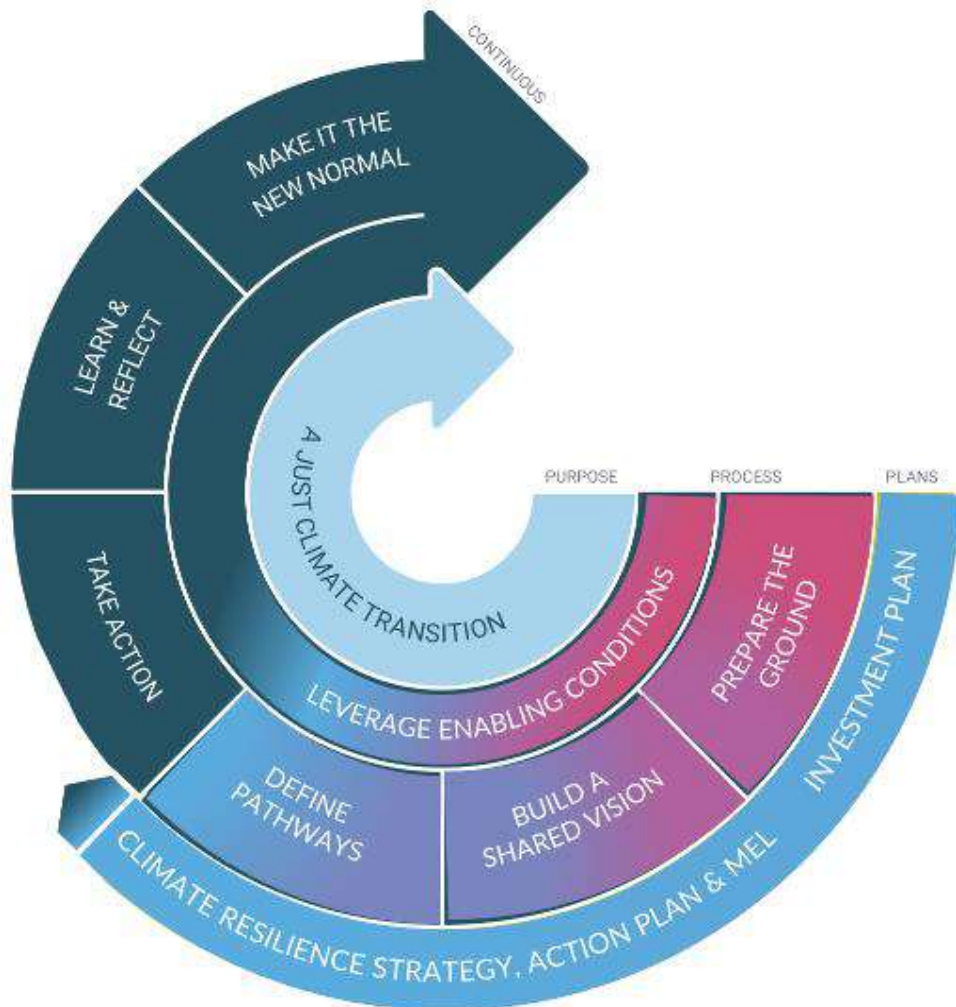 CONTINUOUS
MAKE IT THE
NEW NORMAL
LEARN &
REFLECT
TAKE ACTION
A JUST CLIMATE TRANSITION
PURPOSE
PROCESS
PLANS
LEVERAGE ENABLING CONDITIONS
PREPARE THE
GROUND
BUILD A
SHARED VISION
DEFINE
PATHWAYS
CLIMATE RESILIENCE STRATEGY, ACTION PLAN & MEL
INVESTMENT PLAN